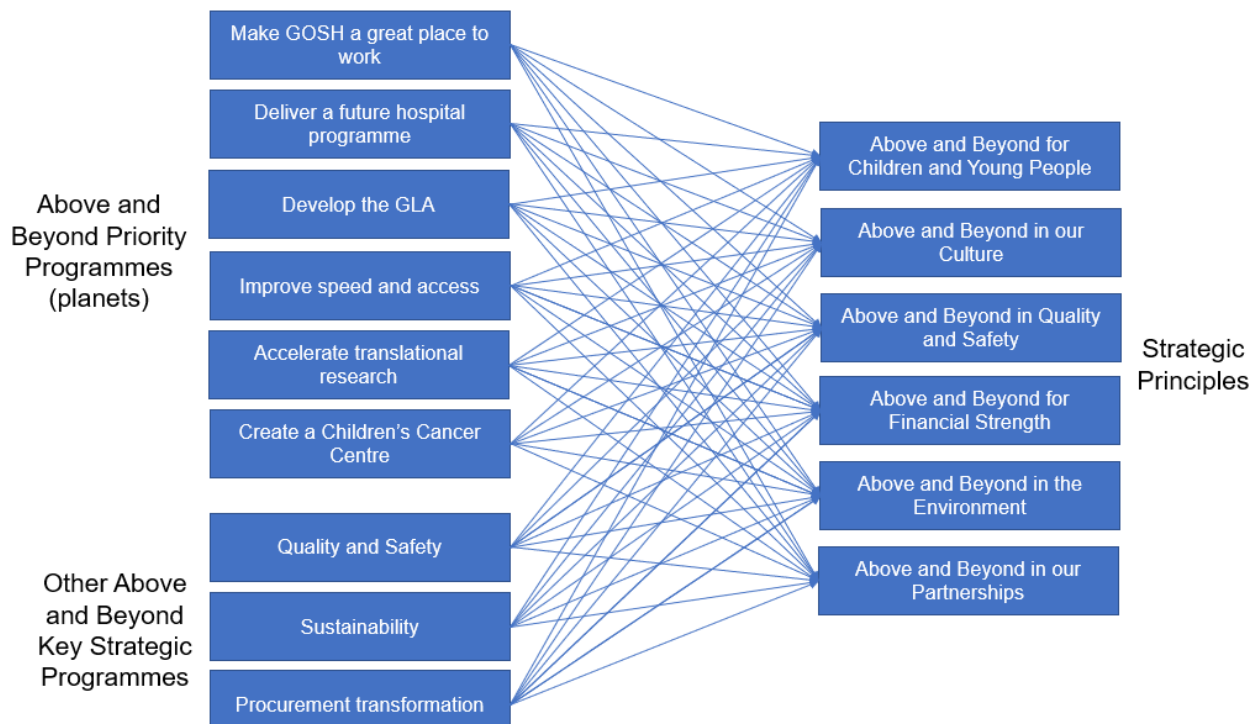 Above and
Beyond Priority
Programmes
(planets)
Make GOSH a great place to
work
Deliver a future hospital
programme
Develop the GLA
Improve speed and access
Accelerate translational
research
Create a Children's Cancer
Centre
Other Above
and Beyond
Key Strategic
Programmes
Quality and Safety
Sustainability
Procurement transformation
Above and Beyond for
Children and Young People
Above and Beyond in our
Culture
Above and Beyond in Quality
and Safety
Above and Beyond for
Financial Strength
Above and Beyond in the
Environment
Above and Beyond in our
Partnerships
Strategic
Principles